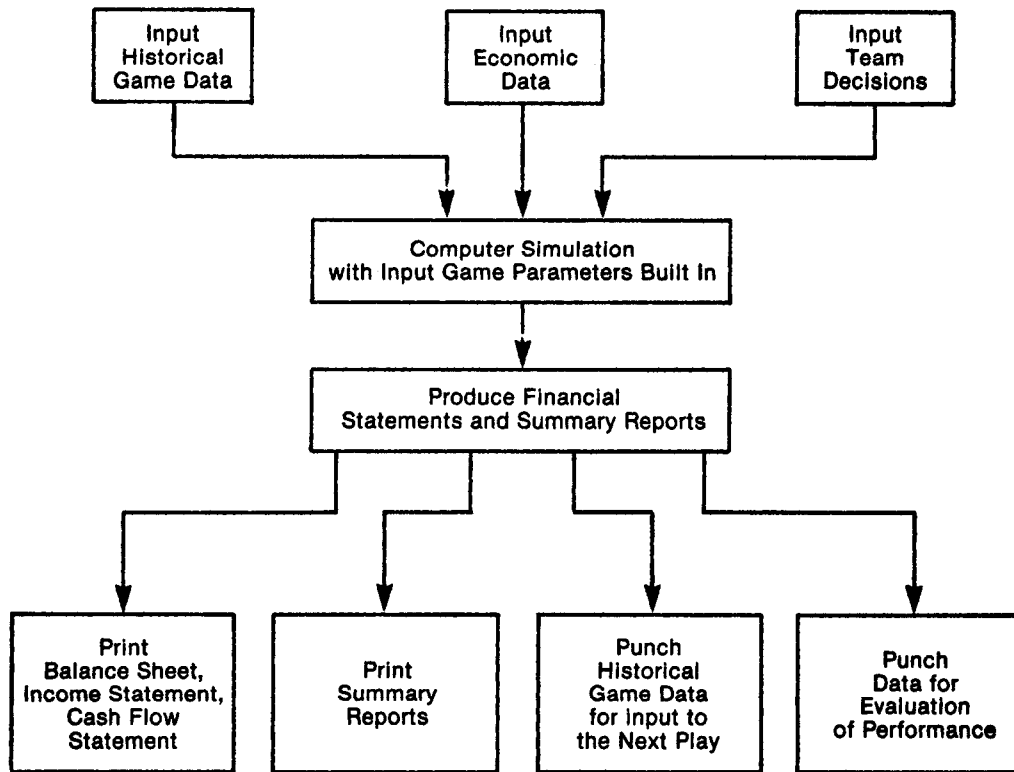 Input
Historical
Game Data
Input
Economic
Data
Input
Team
Decisions
Computer Simulation
with Input Game Parameters Built In
Produce Financial
Statements and Summary Reports
Print
Balance Sheet,
Income Statement,
Cash Flow
Statement
Print
Summary
Reports
Punch
Historical
Game Data
for input to
the Next Play
Punch
Data for
Evaluation
of Performance